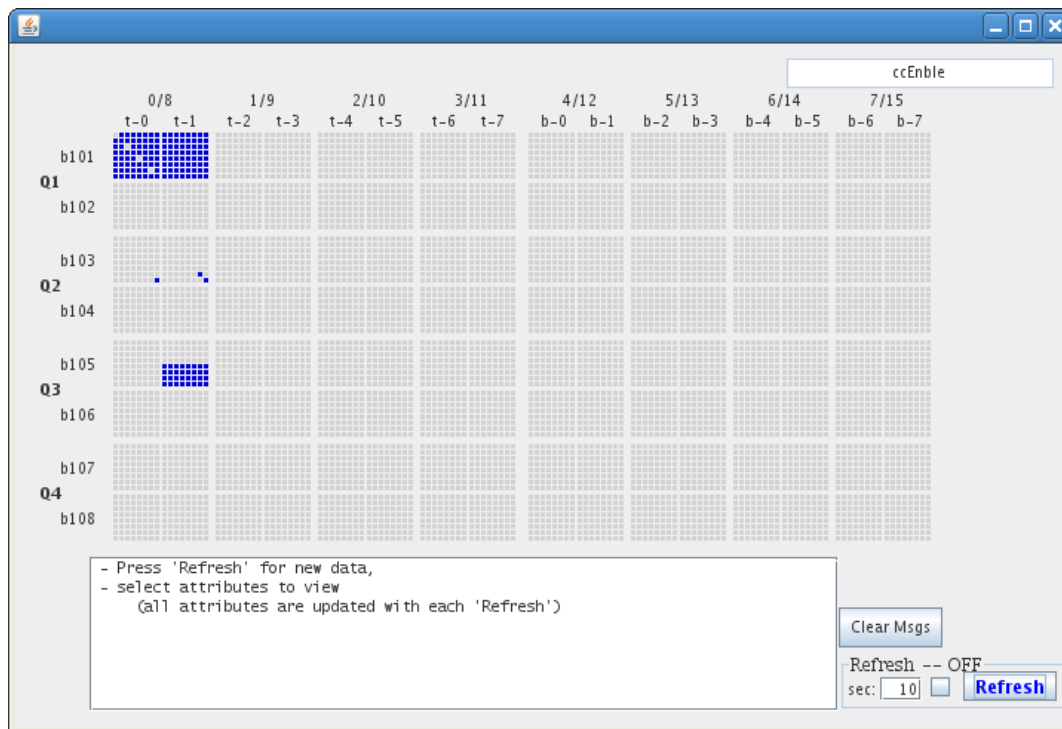 ccEnble
0/8 1/9 2/10 3/11 4/12 5/13 6/14 7/15
t-0 t-1 t-2 t-3 t-4 t-5 t-6 t-7 b-0 b-1 b-2 b-3 b-4 b-5 b-6 b-7
b101
Q1
b102
b103
Q2
b104
b105
Q3
b106
b107
Q4
b108
- Press 'Refresh' for new data,
- select attributes to view
(all attributes are updated with each 'Refresh')
Clear Msgs
Refresh -- OFF
sec: 10 Refresh